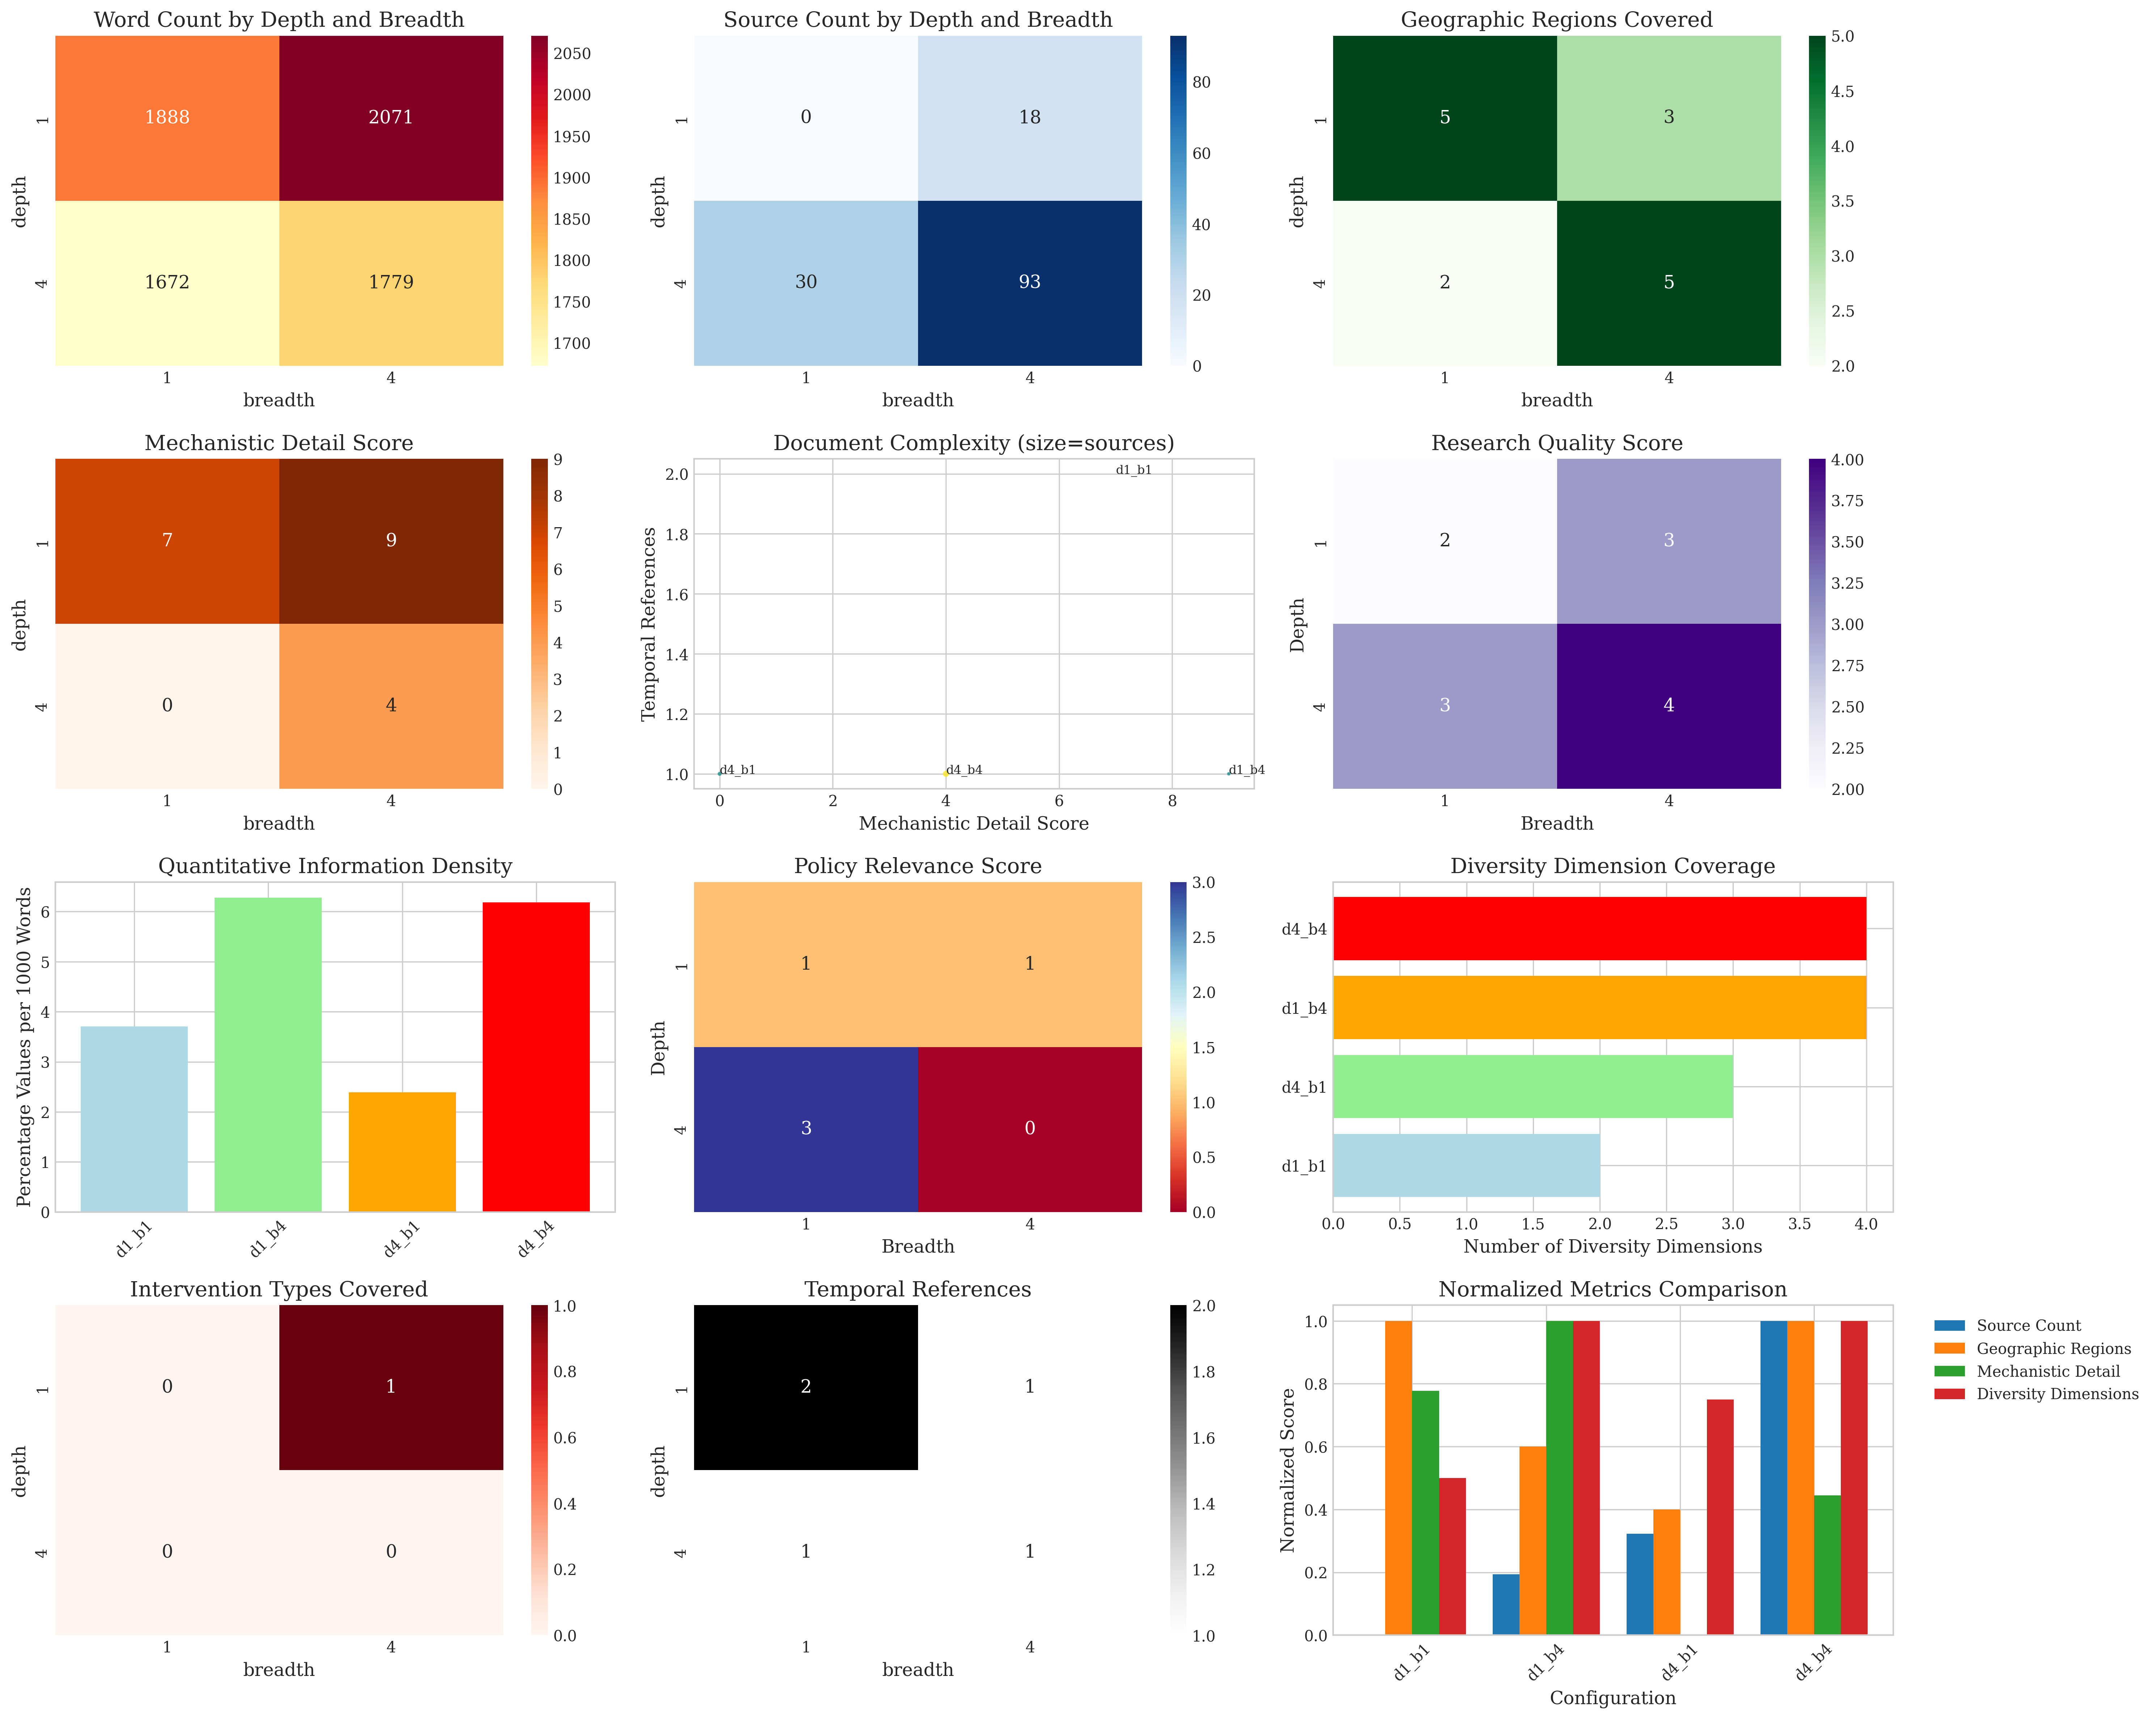 Word Count by Depth and Breadth
1888 2071
1672 1779
1
4
depth
1 4
breadth
2050
2000
1950
1900
1850
1800
1750
1700
Source Count by Depth and Breadth
0 18
30 93
1
4
depth
1 4
breadth
80
60
40
20
0
Geographic Regions Covered
5 3
2 5
1
4
depth
1 4
breadth
5.0
4.5
4.0
3.5
3.0
2.5
2.0
Mechanistic Detail Score
7 9
0 4
1
4
depth
1 4
breadth
9
8
7
6
5
4
3
2
1
0
Document Complexity (size=sources)
2.0
1.8
1.6
1.4
1.2
1.0
Temporal References
d1_b1
d4_b1 d4_b4 d1_b4
0 2 4 6 8
Mechanistic Detail Score
Research Quality Score
2 3
3 4
1
4
Depth
1 4
Breadth
4.00
3.75
3.50
3.25
3.00
2.75
2.50
2.25
2.00
Quantitative Information Density
Percentage Values per 1000 Words
6
5
4
3
2
1
0
d1_b1 d1_b4 d4_b1 d4_b4
Policy Relevance Score
1 1
3 0
1
4
Depth
1 4
Breadth
3.0
2.5
2.0
1.5
1.0
0.5
0.0
Diversity Dimension Coverage
d4_b4
d1_b4
d4_b1
d1_b1
0.0 0.5 1.0 1.5 2.0 2.5 3.0 3.5 4.0
Number of Diversity Dimensions
Intervention Types Covered
0 1
0 0
1
4
depth
1 4
breadth
1.0
0.8
0.6
0.4
0.2
0.0
Temporal References
2 1
1 1
1
4
depth
1 4
breadth
2.0
1.8
1.6
1.4
1.2
1.0
Normalized Metrics Comparison
Normalized Score
1.0
0.8
0.6
0.4
0.2
0.0
d1_b1 d1_b4 d4_b1 d4_b4
Configuration
Source Count
Geographic Regions
Mechanistic Detail
Diversity Dimensions